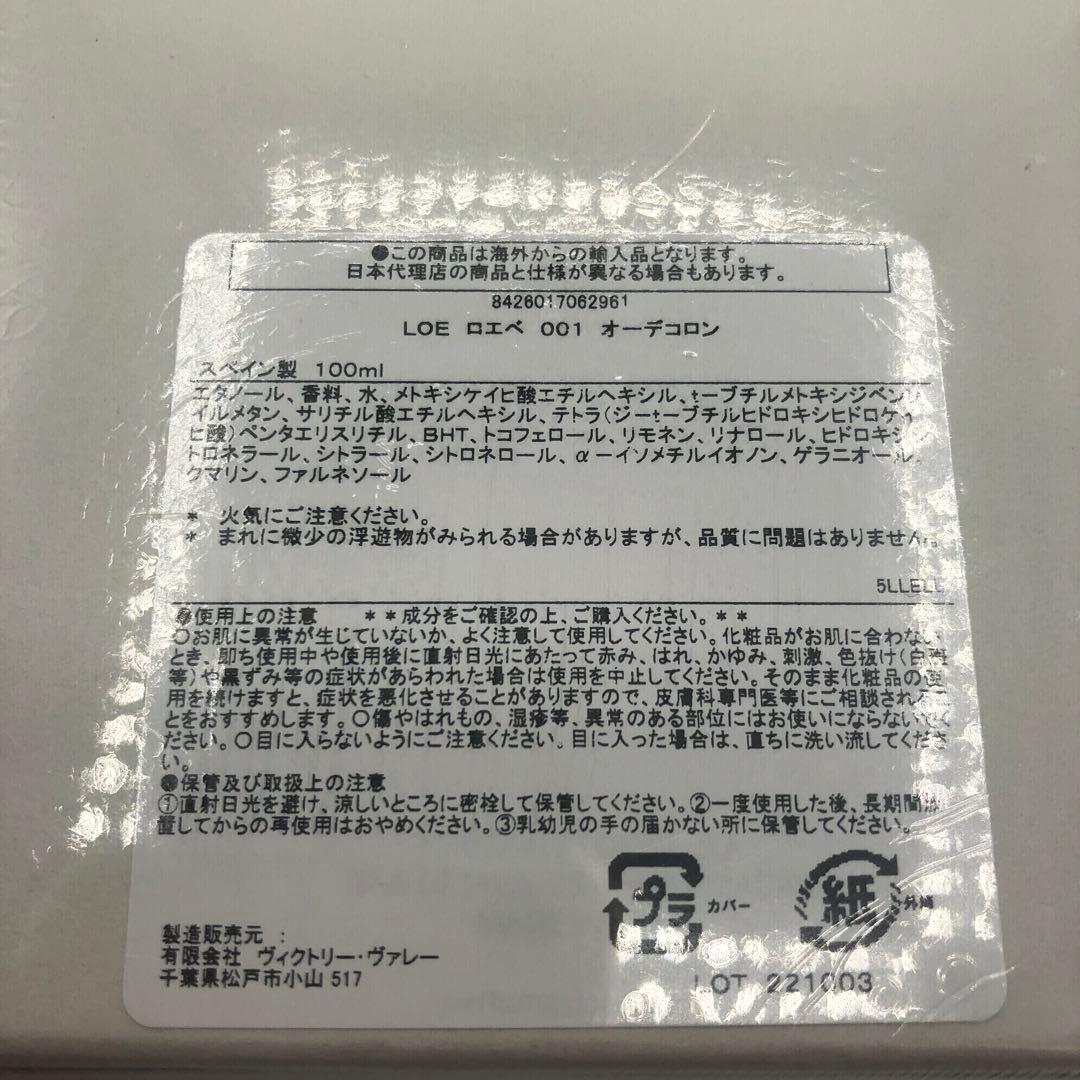 ●この商品は海外からの輸入品となります。
日本代理店の商品と仕様が異なる場合もあります。
8426017062961
LOE ロエベ 001 オーデコロン
スペイン製 100ml
エタノール、香料、水、メトキシケイヒ酸エチルヘキシル、t-ブチルメトキシジベンゾ
イルメタン、サリチル酸エチルヘキシル、テトラ(ジーt-ブチルヒドロキシヒドロケイ
ヒ酸)ペンタエリスリチル、BHT、トコフェロール、リモネン、リナロール、ヒドロキシシ
トロネラール、シトラール、シトロネロール、α-イソメチルイオノン、ゲラニオール、
クマリン、ファルネソール
* 火気にご注意ください。
* まれに微少の浮遊物がみられる場合がありますが、品質に問題はありません。
5LLELE
●使用上の注意 **成分をご確認の上、ご購入ください。**
○お肌に異常が生じていないか、よく注意して使用してください。化粧品がお肌に合わない
とき、即ち使用中や使用後に直射日光にあたって赤み、はれ、かゆみ、刺激、色抜け(白斑
等)や黒ずみ等の症状があらわれた場合は使用を中止してください。そのまま化粧品の使
用を続けますと、症状を悪化させることがありますので、皮膚科専門医等にご相談されるこ
とをおすすめします。○傷やはれもの、湿疹等、異常のある部位にはお使いにならないでく
ださい。○目に入らないようにご注意ください。目に入った場合は、直ちに洗い流してくださ
い。
●保管及び取扱上の注意
①直射日光を避け、涼しいところに密栓して保管してください。②一度使用した後、長期間放
置してからの再使用はおやめください。③乳幼児の手の届かない所に保管してください。
プラ カバー 紙 外箱
製造販売元 :
有限会社 ヴィクトリー・ヴァレー
千葉県松戸市小山 517
LOT 221003